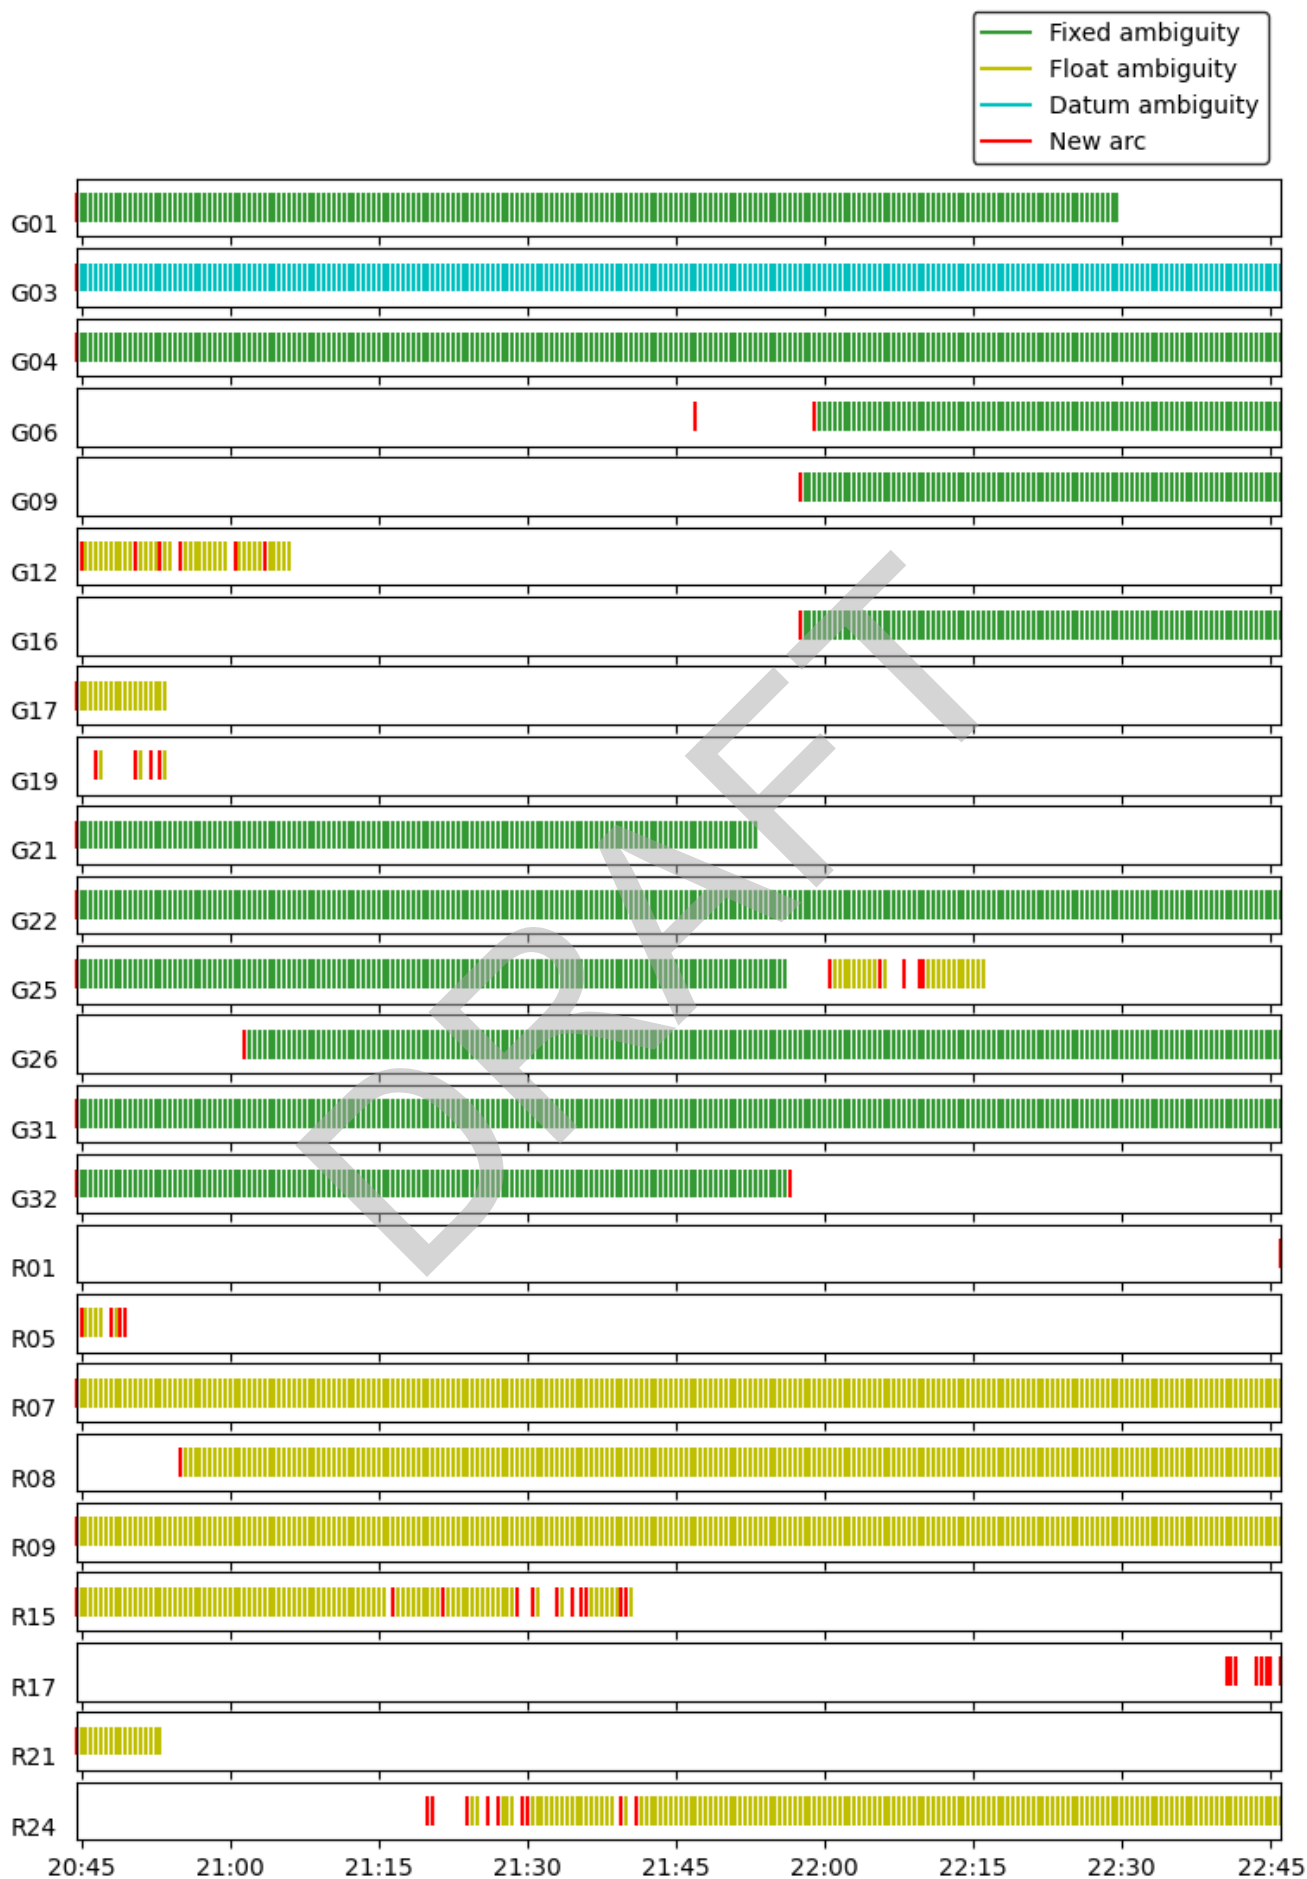 Fixed ambiguity
Float ambiguity
Datum ambiguity
New arc
G01
G03
G04
G06
G09
G12
G16
G17
G19
G21
G22
G25
G26
G31
G32
R01
R05
R07
R08
R09
R15
R17
R21
R24
20:45 21:00 21:15 21:30 21:45 22:00 22:15 22:30 22:45
DRAFT